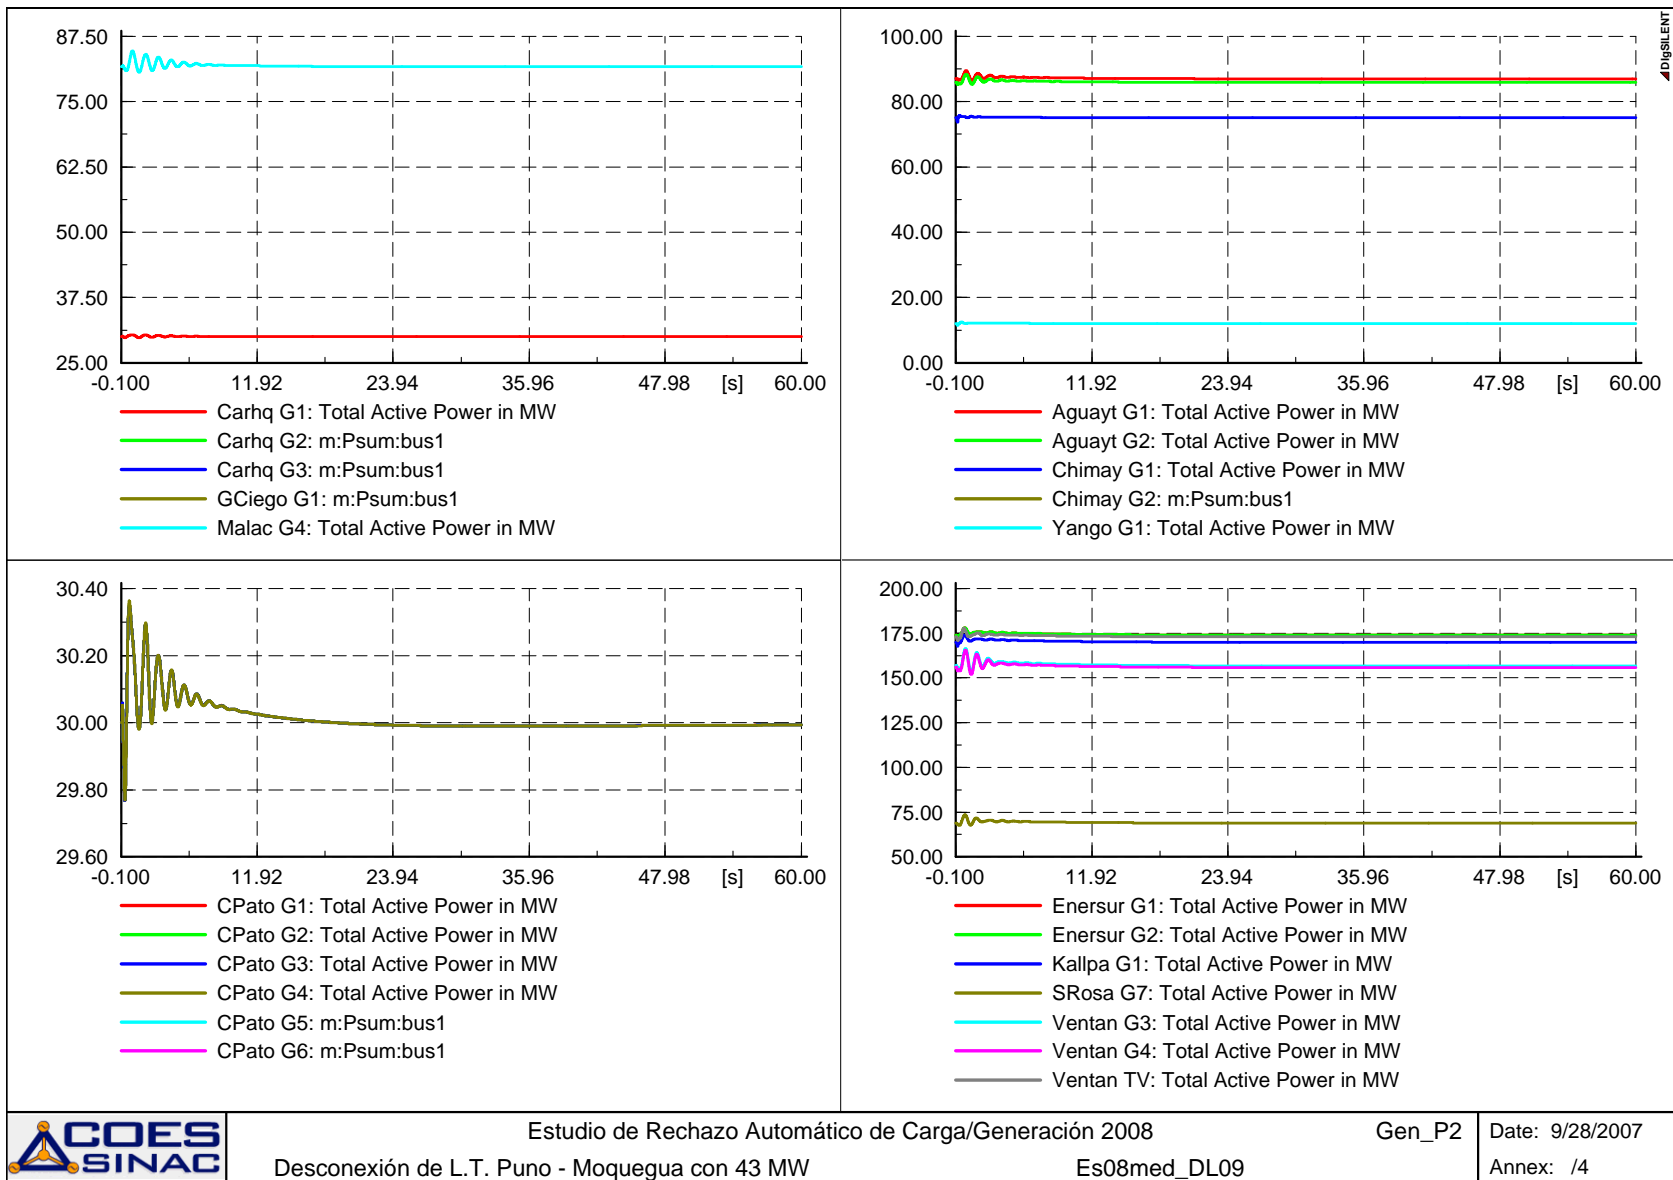 87.50
75.00
62.50
50.00
37.50
25.00
-0.100 11.92 23.94 35.96 47.98 [s] 60.00
Carhq G1: Total Active Power in MW
Carhq G2: m:Psum:bus1
Carhq G3: m:Psum:bus1
GCiego G1: m:Psum:bus1
Malac G4: Total Active Power in MW
100.00
80.00
60.00
40.00
20.00
0.00
-0.100 11.92 23.94 35.96 47.98 [s] 60.00
Aguayt G1: Total Active Power in MW
Aguayt G2: Total Active Power in MW
Chimay G1: Total Active Power in MW
Chimay G2: m:Psum:bus1
Yango G1: Total Active Power in MW
DIgSILENT
30.40
30.20
30.00
29.80
29.60
-0.100 11.92 23.94 35.96 47.98 [s] 60.00
CPato G1: Total Active Power in MW
CPato G2: Total Active Power in MW
CPato G3: Total Active Power in MW
CPato G4: Total Active Power in MW
CPato G5: m:Psum:bus1
CPato G6: m:Psum:bus1
200.00
175.00
150.00
125.00
100.00
75.00
50.00
-0.100 11.92 23.94 35.96 47.98 [s] 60.00
Enersur G1: Total Active Power in MW
Enersur G2: Total Active Power in MW
Kallpa G1: Total Active Power in MW
SRosa G7: Total Active Power in MW
Ventan G3: Total Active Power in MW
Ventan G4: Total Active Power in MW
Ventan TV: Total Active Power in MW
COES
SINAC
Estudio de Rechazo Automático de Carga/Generación 2008 Gen_P2
Desconexión de L.T. Puno - Moquegua con 43 MW Es08med_DL09
Date: 9/28/2007
Annex: /4